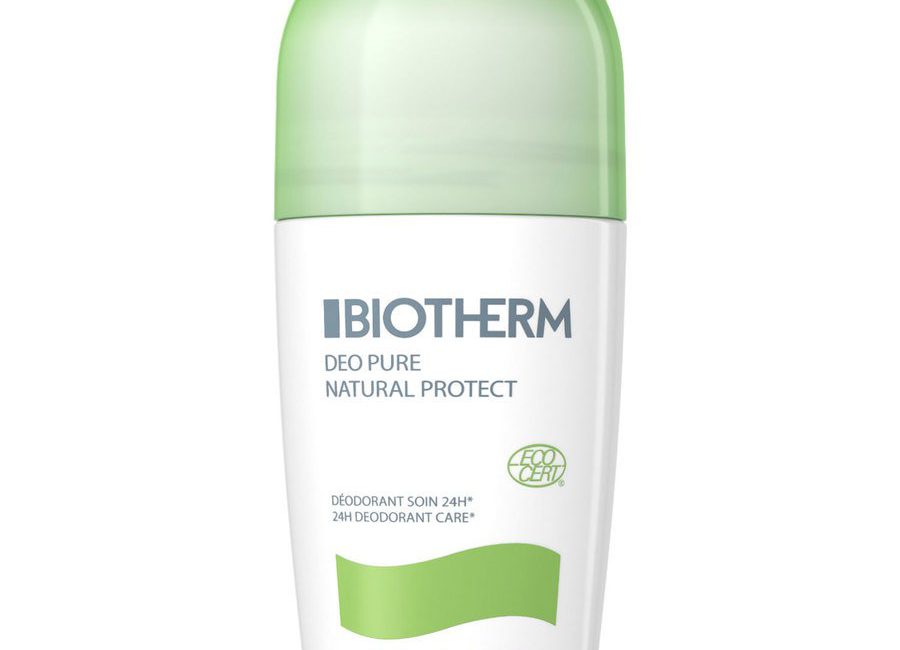 BIOTHERM
DEO PURE
NATURAL PROTECT
ECO
CERT®
DÉODORANT SOIN 24H*
24H DEODORANT CARE*